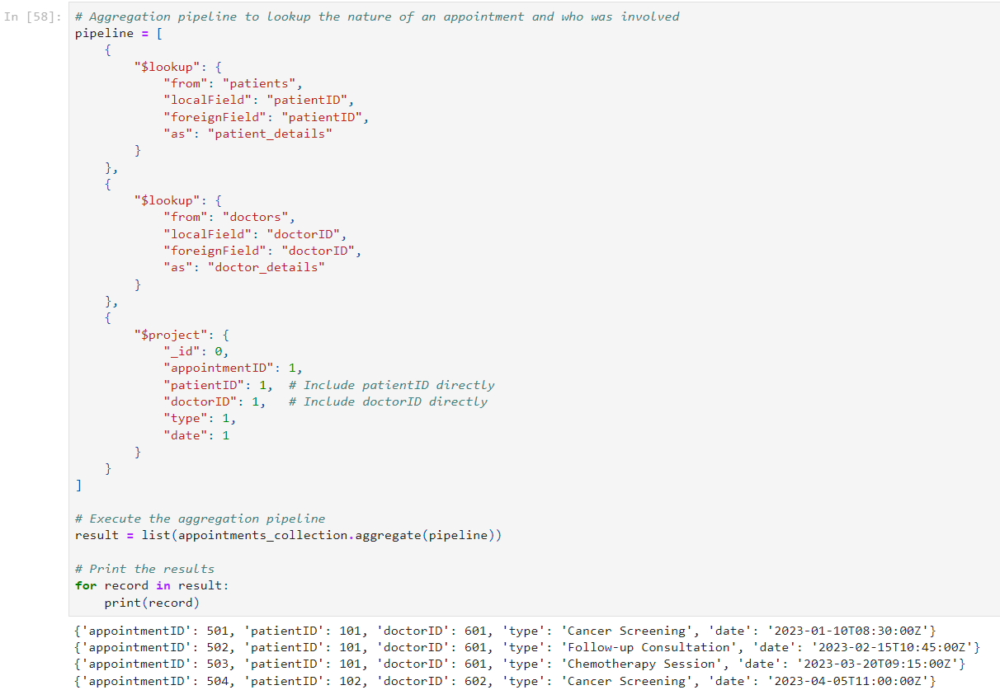 In [58]: # Aggregation pipeline to lookup the nature of an appointment and who was involved
pipeline = [
    {
        "$lookup": {
            "from": "patients",
            "localField": "patientID",
            "foreignField": "patientID",
            "as": "patient_details"
        }
    },
    {
        "$lookup": {
            "from": "doctors",
            "localField": "doctorID",
            "foreignField": "doctorID",
            "as": "doctor_details"
        }
    },
    {
        "$project": {
            "_id": 0,
            "appointmentID": 1,
            "patientID": 1,  # Include patientID directly
            "doctorID": 1,   # Include doctorID directly
            "type": 1,
            "date": 1
        }
    }
]

# Execute the aggregation pipeline
result = list(appointments_collection.aggregate(pipeline))

# Print the results
for record in result:
    print(record)
{'appointmentID': 501, 'patientID': 101, 'doctorID': 601, 'type': 'Cancer Screening', 'date': '2023-01-10T08:30:00Z'}
{'appointmentID': 502, 'patientID': 101, 'doctorID': 601, 'type': 'Follow-up Consultation', 'date': '2023-02-15T10:45:00Z'}
{'appointmentID': 503, 'patientID': 101, 'doctorID': 601, 'type': 'Chemotherapy Session', 'date': '2023-03-20T09:15:00Z'}
{'appointmentID': 504, 'patientID': 102, 'doctorID': 602, 'type': 'Cancer Screening', 'date': '2023-04-05T11:00:00Z'}